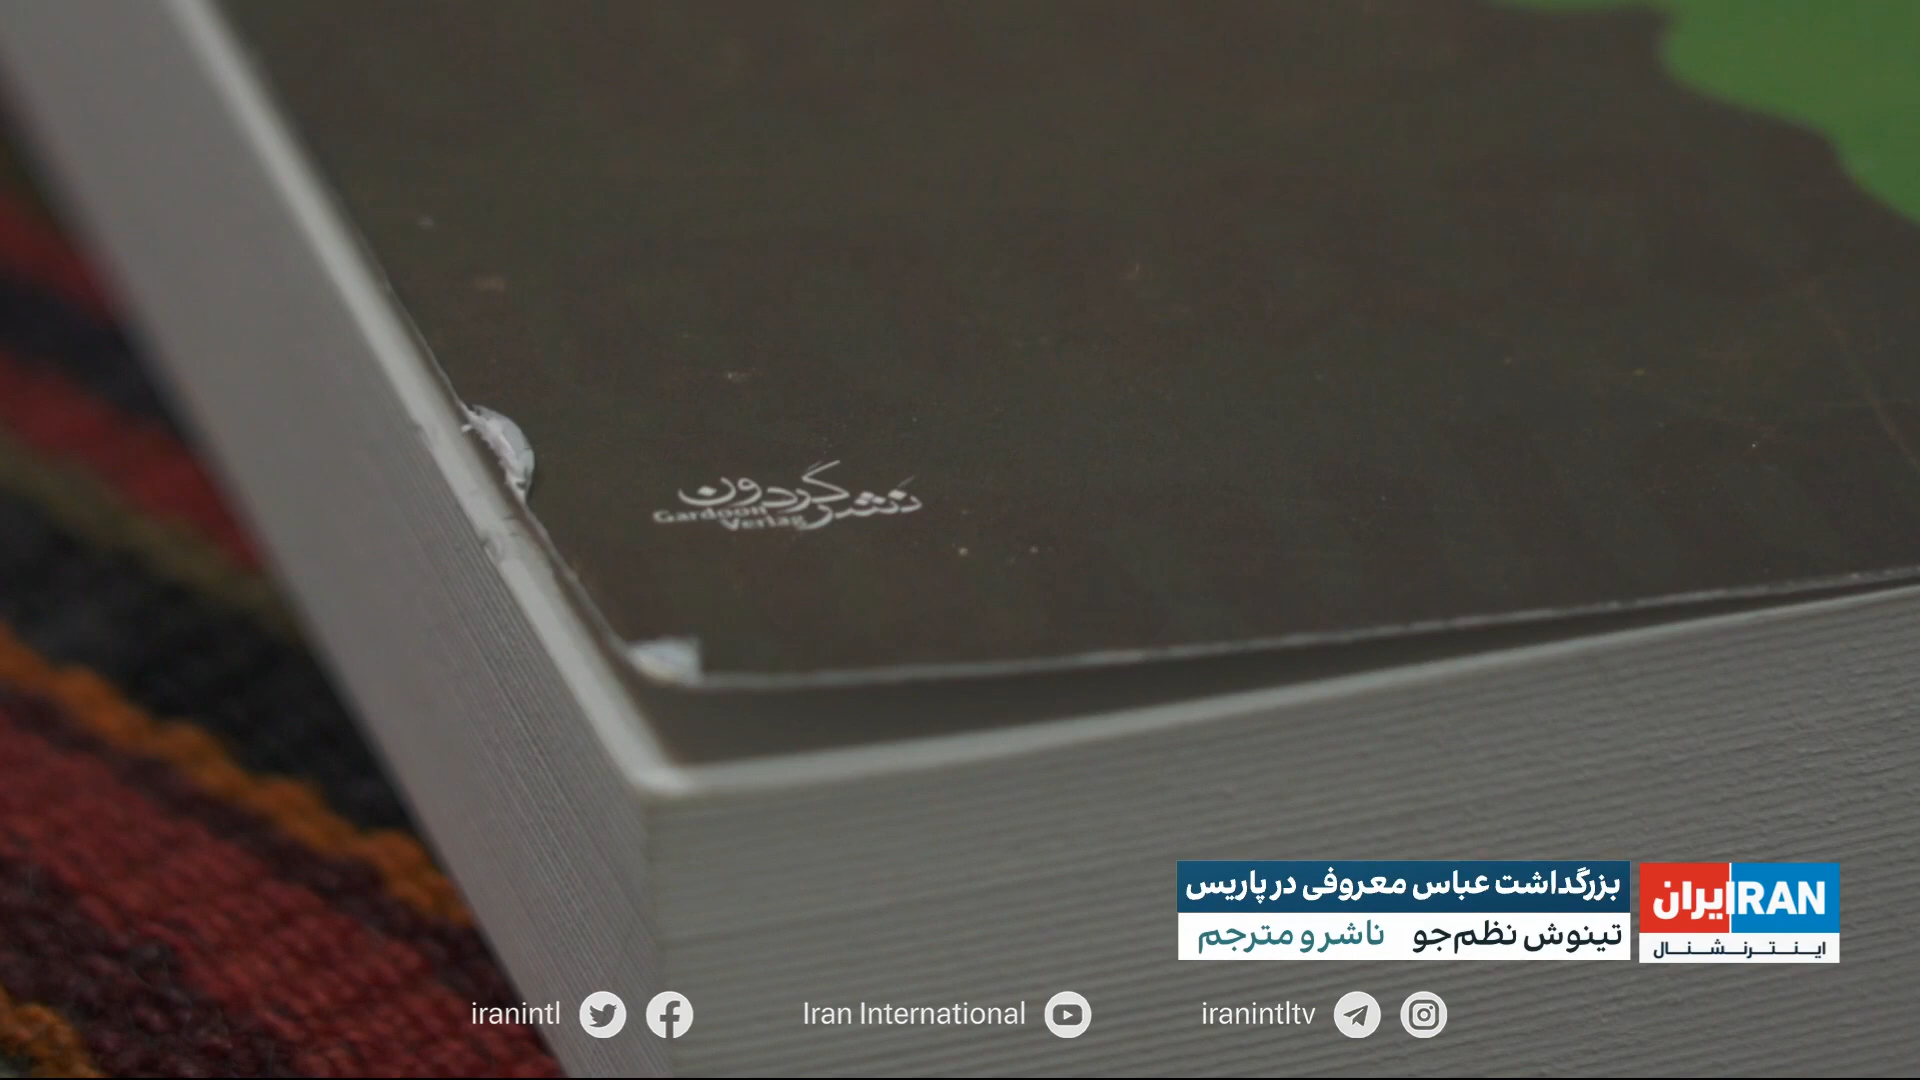 نشر گردون
Gardoon
Verlag
بزرگداشت عباس معروفی در پاریس
تینوش نظم‌جو ناشر و مترجم
ایران IRAN
اینترنشنال
iranintl
Iran International
iranintltv